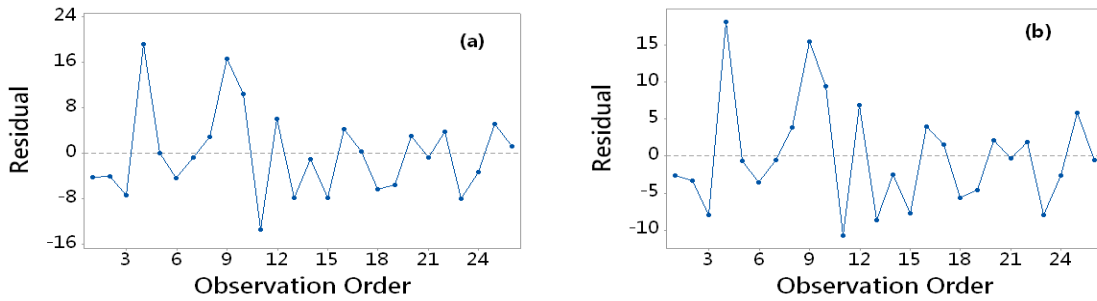 24
16
8
0
-8
-16
Residual
(a)
3 6 9 12 15 18 21 24
Observation Order
15
10
5
0
-5
-10
Residual
(b)
3 6 9 12 15 18 21 24
Observation Order